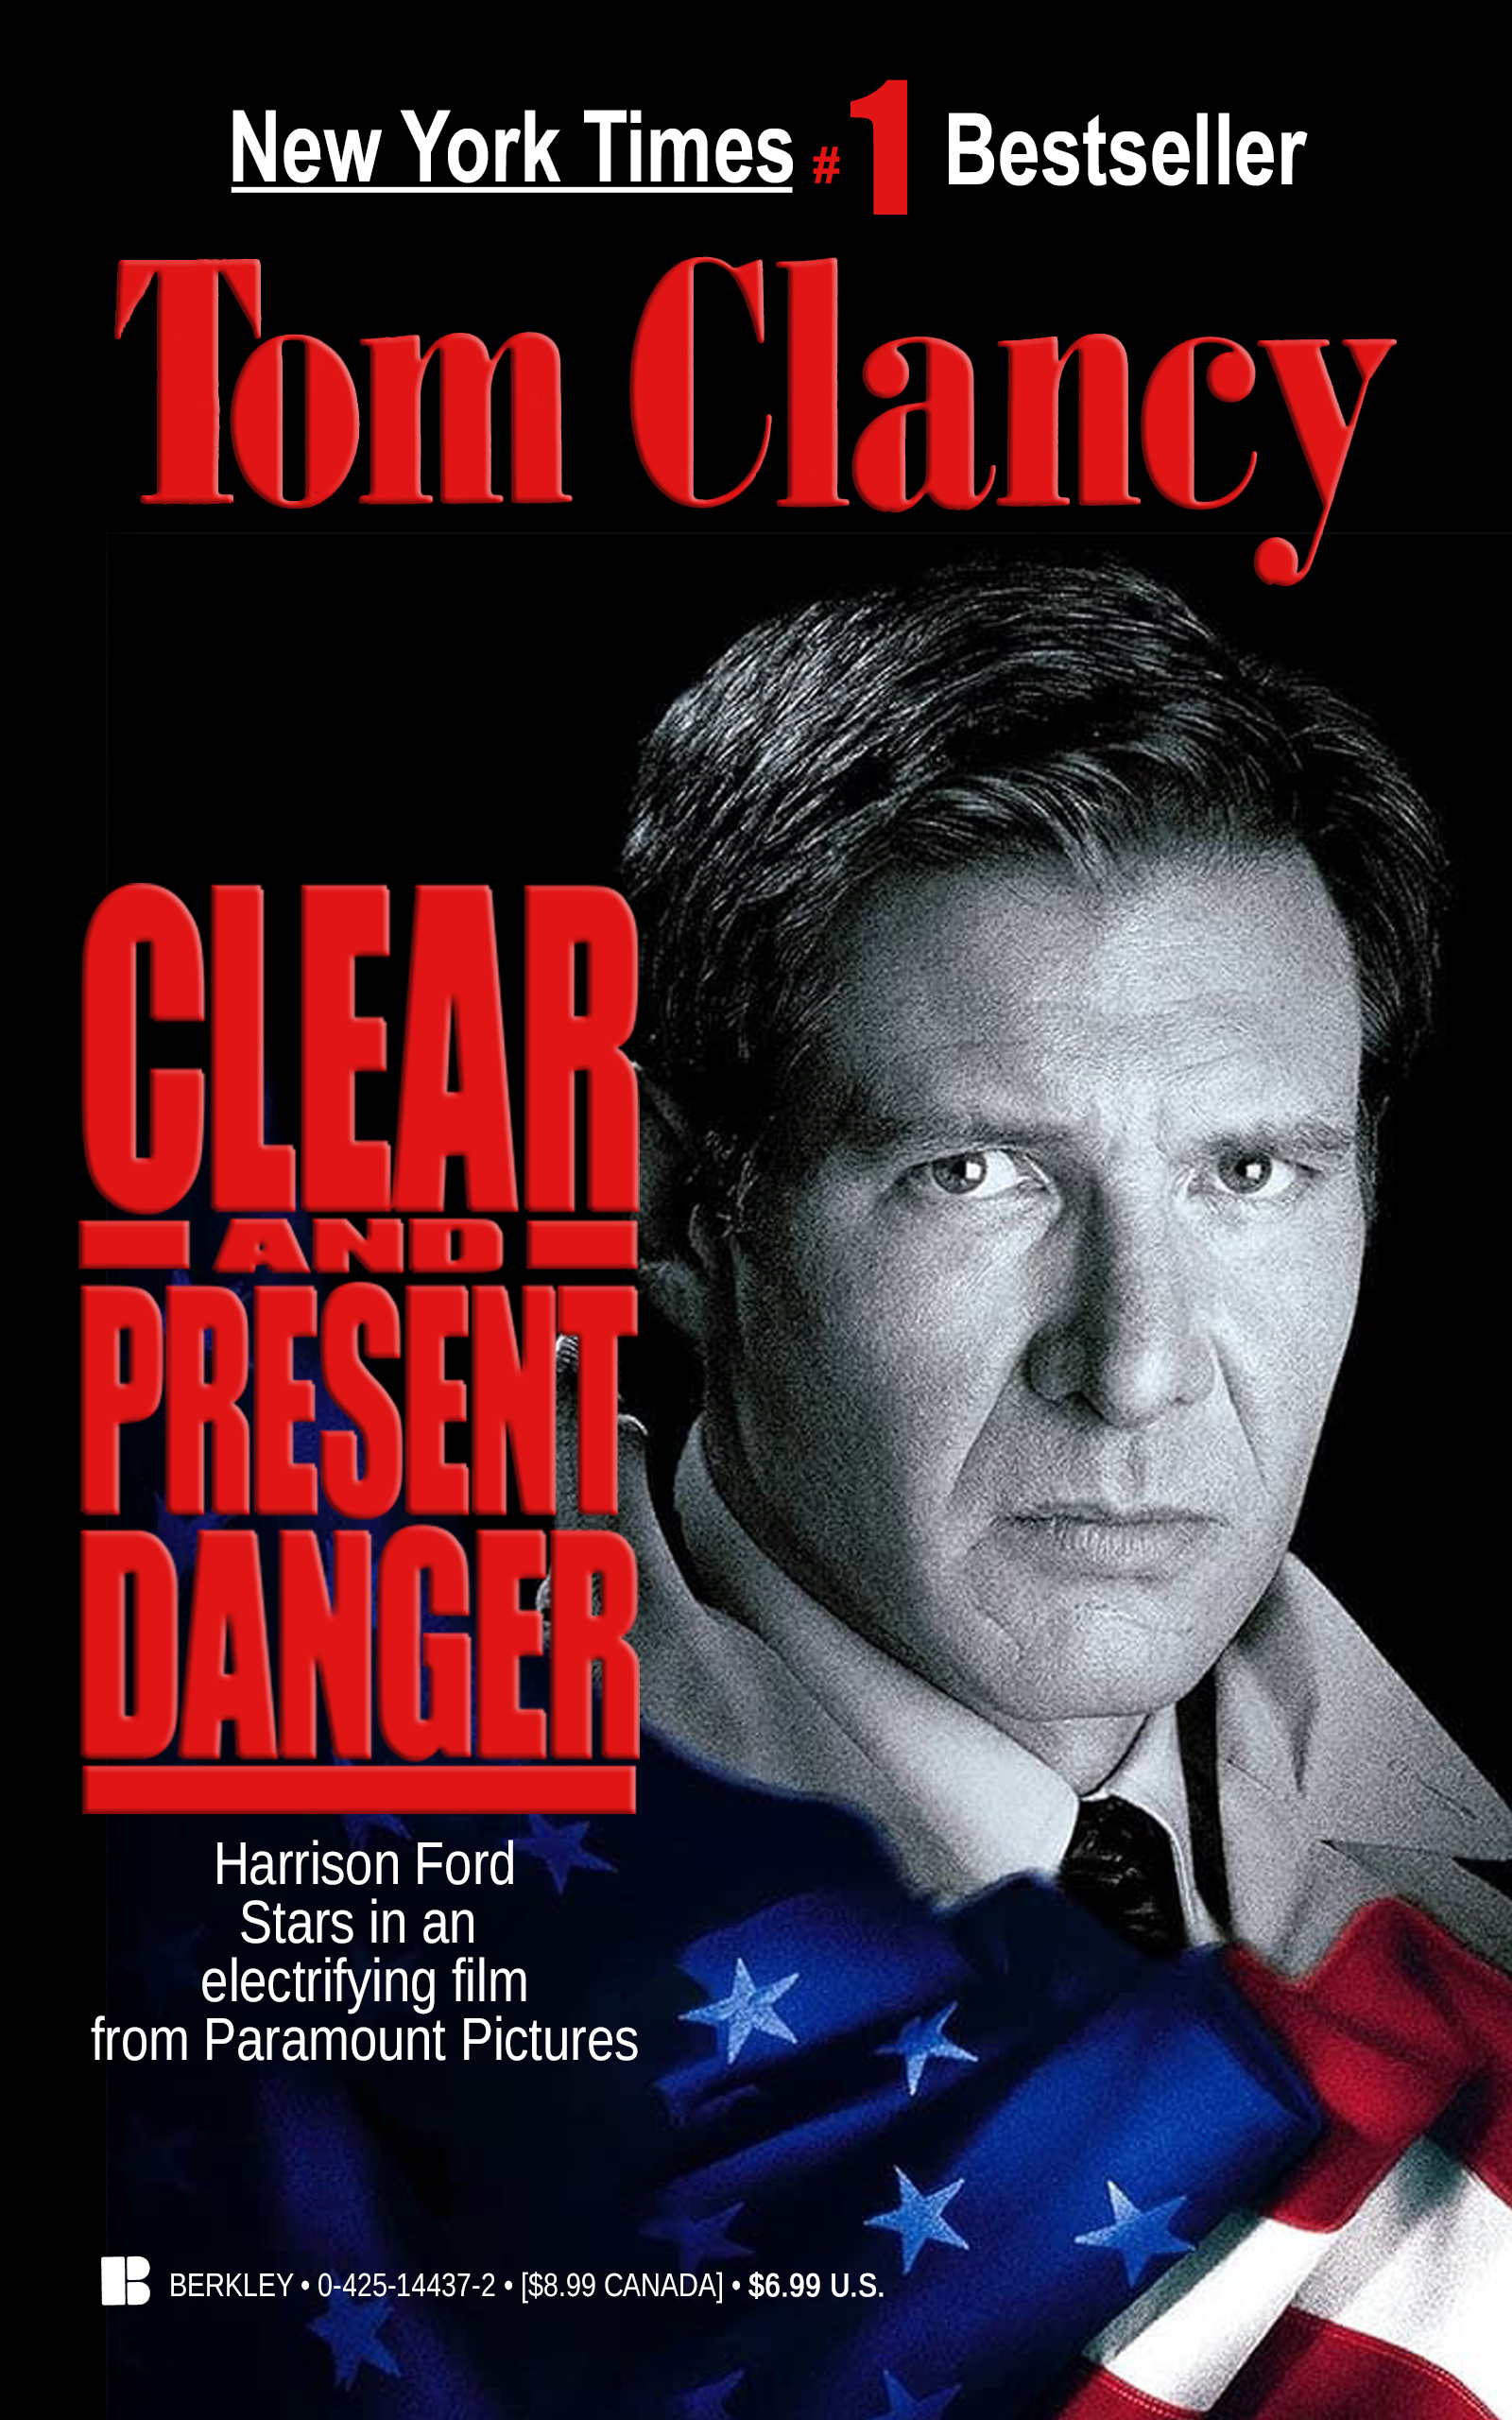 New York Times #1 Bestseller
Tom Clancy
CLEAR
AND
PRESENT
DANGER
Harrison Ford
Stars in an
electrifying film
from Paramount Pictures
B BERKLEY • 0-425-14437-2 • [$8.99 CANADA] • $6.99 U.S.